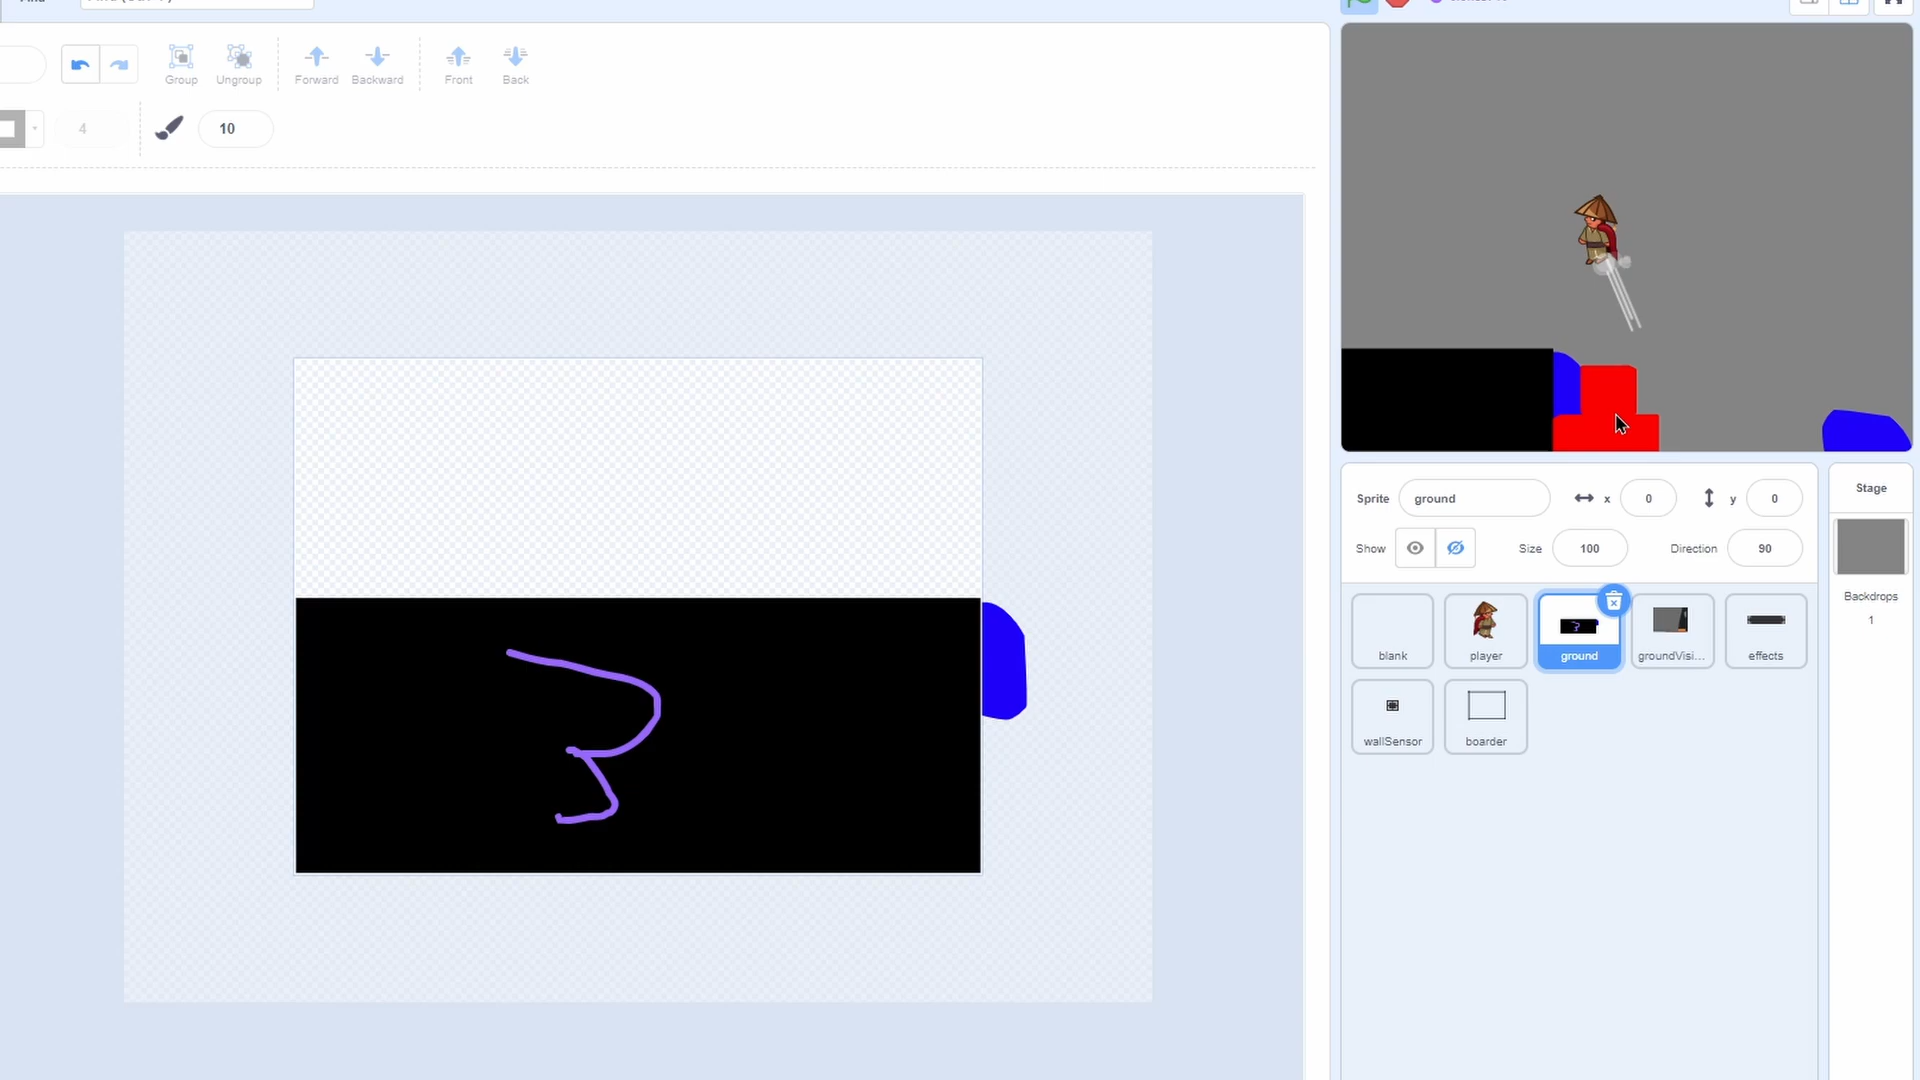 Group
Ungroup
Forward
Backward
Front
Back
4
10
3
Sprite
ground
x
0
y
0
Show
Size
100
Direction
90
blank
player
ground
groundVisi...
effects
wallSensor
boarder
Stage
Backdrops
1